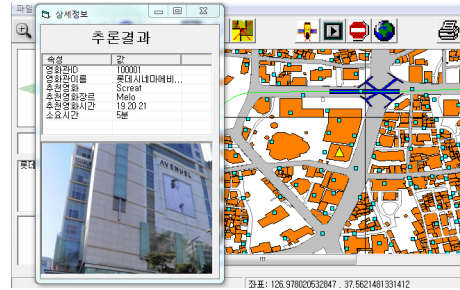 파일
상세정보
추론결과
속성 값
영화관ID 100001
영화관이름 롯데시네마에비...
추천영화 Screat
추천영화장르 Melo
추천영화시간 19 20 21
소요시간 5분
롯데
AVENUEL
좌표: 126.978020532847 , 37.5621481331412